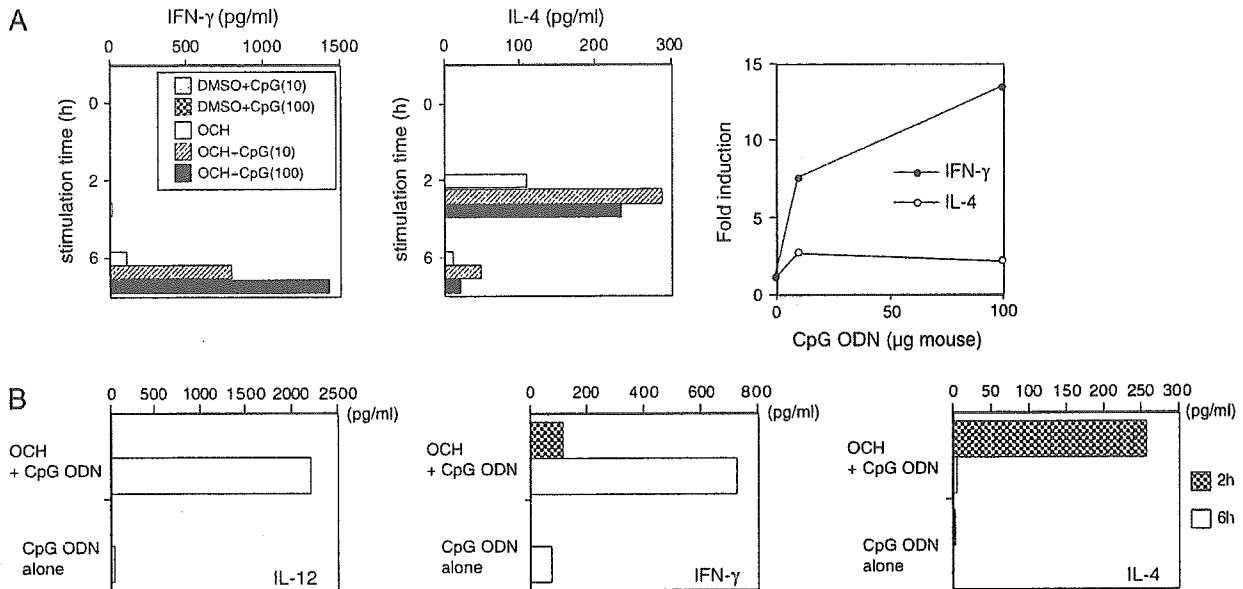 A
IFN-γ (pg/ml)
0 500 1000 1500
stimulation time (h)
0
2
6
DMSO+CpG(10)
DMSO+CpG(100)
OCH
OCH–CpG(10)
OCH–CpG(100)
IL-4 (pg/ml)
0 100 200 300
stimulation time (h)
0
2
6
Fold induction
15
10
5
0
IFN-γ
IL-4
0 50 100
CpG ODN (µg mouse)
B
0 500 1000 1500 2000 2500
(pg/ml)
OCH
+ CpG ODN
CpG ODN
alone
IL-12
0 200 400 600 800
(pg/ml)
OCH
+ CpG ODN
CpG ODN
alone
IFN-γ
0 50 100 150 200 250 300
(pg/ml)
OCH
+ CpG ODN
CpG ODN
alone
IL-4
2h
6h